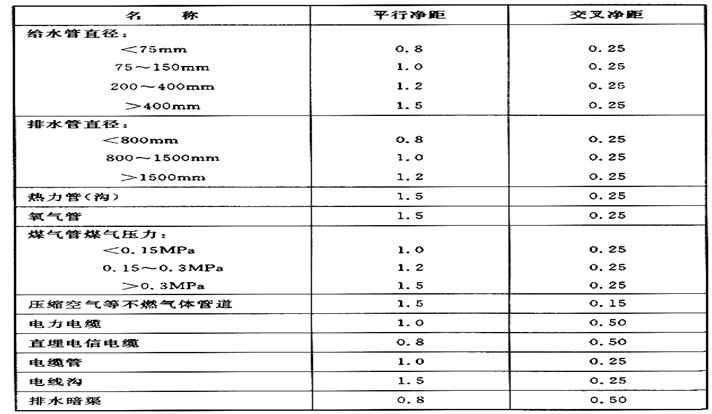 名 称 平行净距 交叉净距
给水管直径：
<75mm 0.8 0.25
75～150mm 1.0 0.25
200～400mm 1.2 0.25
>400mm 1.5 0.25
排水管直径：
<800mm 0.8 0.25
800～1500mm 1.0 0.25
>1500mm 1.2 0.25
热力管(沟) 1.5 0.25
氧气管 1.5 0.25
煤气管煤气压力：
<0.15MPa 1.0 0.25
0.15～0.3MPa 1.2 0.25
>0.3MPa 1.5 0.25
压缩空气等不燃气体管道 1.5 0.15
电力电缆 1.0 0.50
直埋电信电缆 0.8 0.50
电缆管 1.0 0.25
电线沟 1.5 0.25
排水暗渠 0.8 0.50